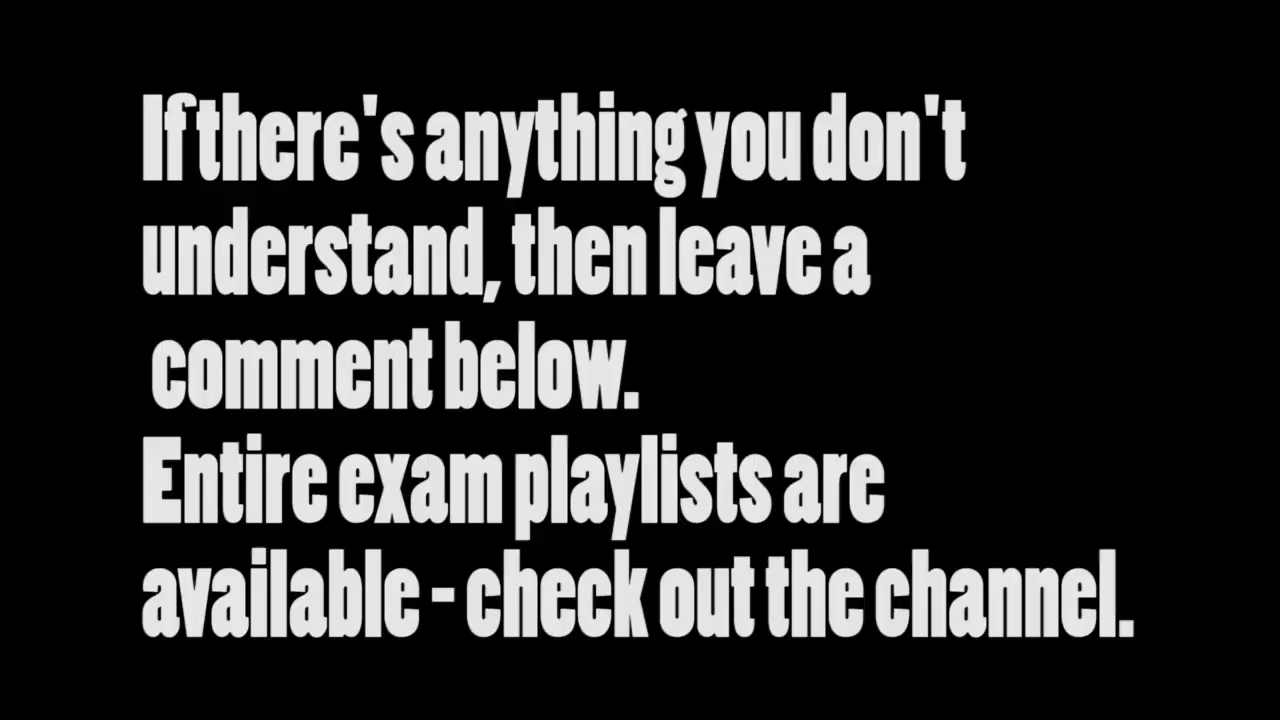 If there's anything you don't
understand, then leave a
comment below.
Entire exam playlists are
available - check out the channel.